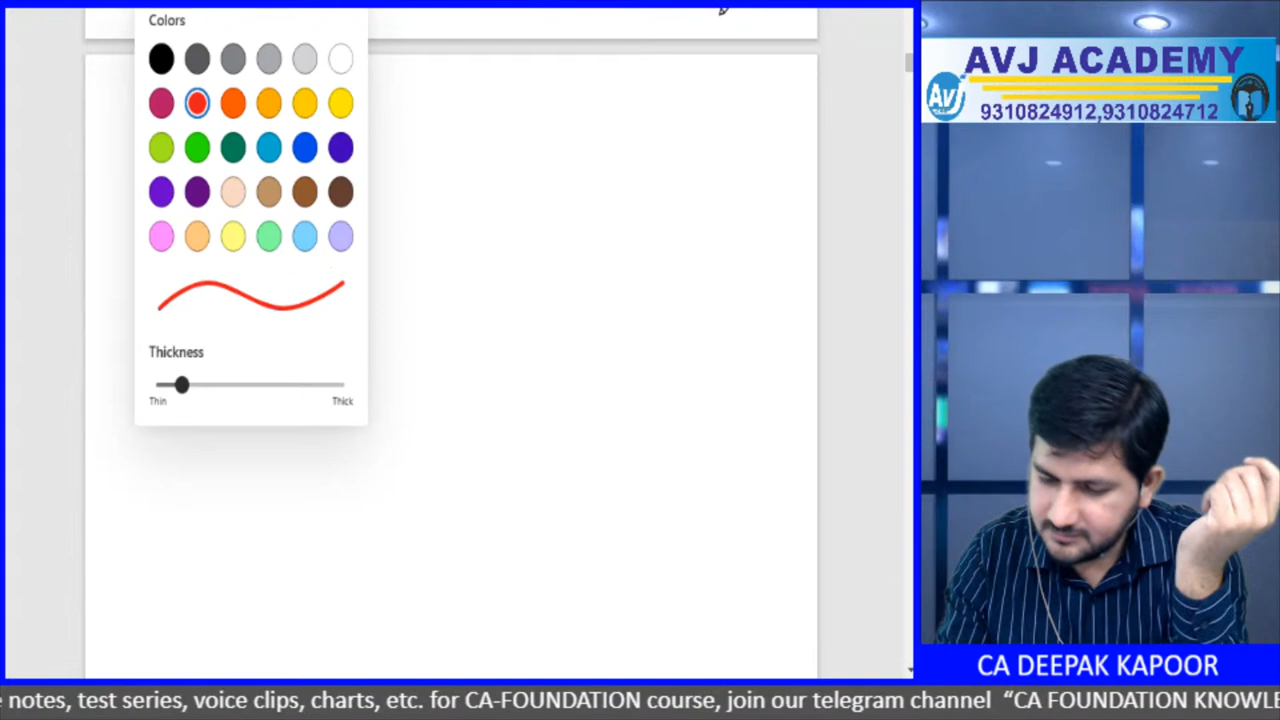 Colors
Thickness
Thin
Thick
AVJ ACADEMY
AVJ
9310824912,9310824712
CA DEEPAK KAPOOR
notes, test series, voice clips, charts, etc. for CA-FOUNDATION course, join our telegram channel “CA FOUNDATION